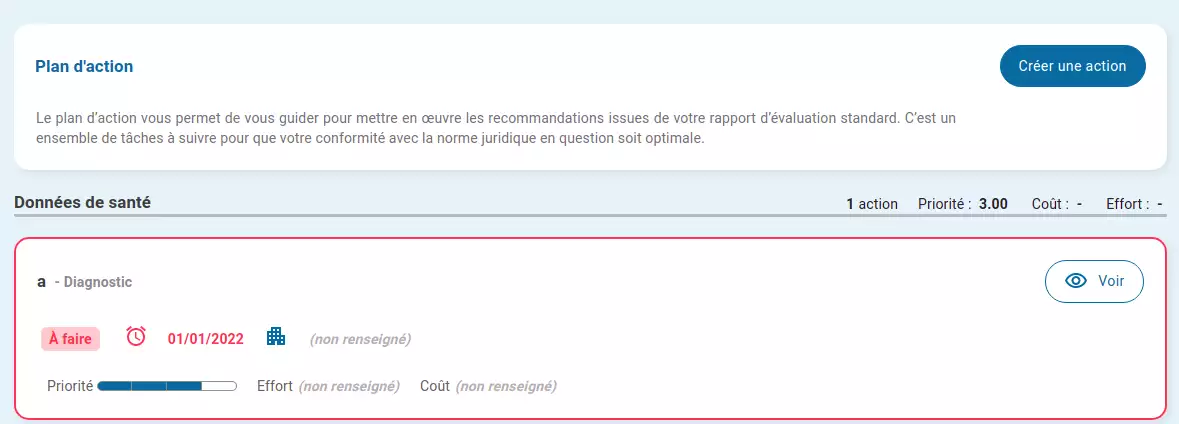 Plan d'action
Créer une action
Le plan d’action vous permet de vous guider pour mettre en œuvre les recommandations issues de votre rapport d’évaluation standard. C’est un
ensemble de tâches à suivre pour que votre conformité avec la norme juridique en question soit optimale.
Données de santé 1 action Priorité : 3.00 Coût : - Effort : -
a - Diagnostic
Voir
À faire 01/01/2022 (non renseigné)
Priorité Effort (non renseigné) Coût (non renseigné)